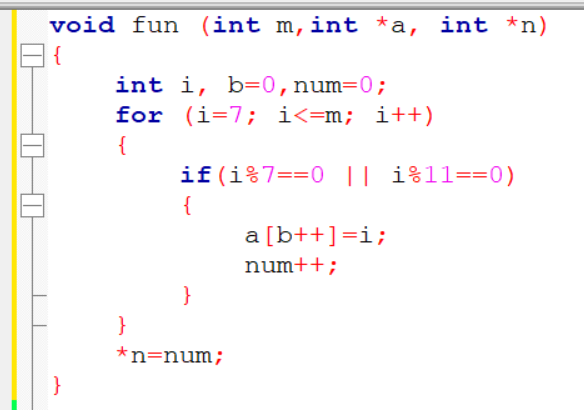 void fun (int m,int *a, int *n)
{
int i, b=0,num=0;
for (i=7; i<=m; i++)
{
if(i%7==0 || i%11==0)
{
a[b++]=i;
num++;
}
}
*n=num;
}